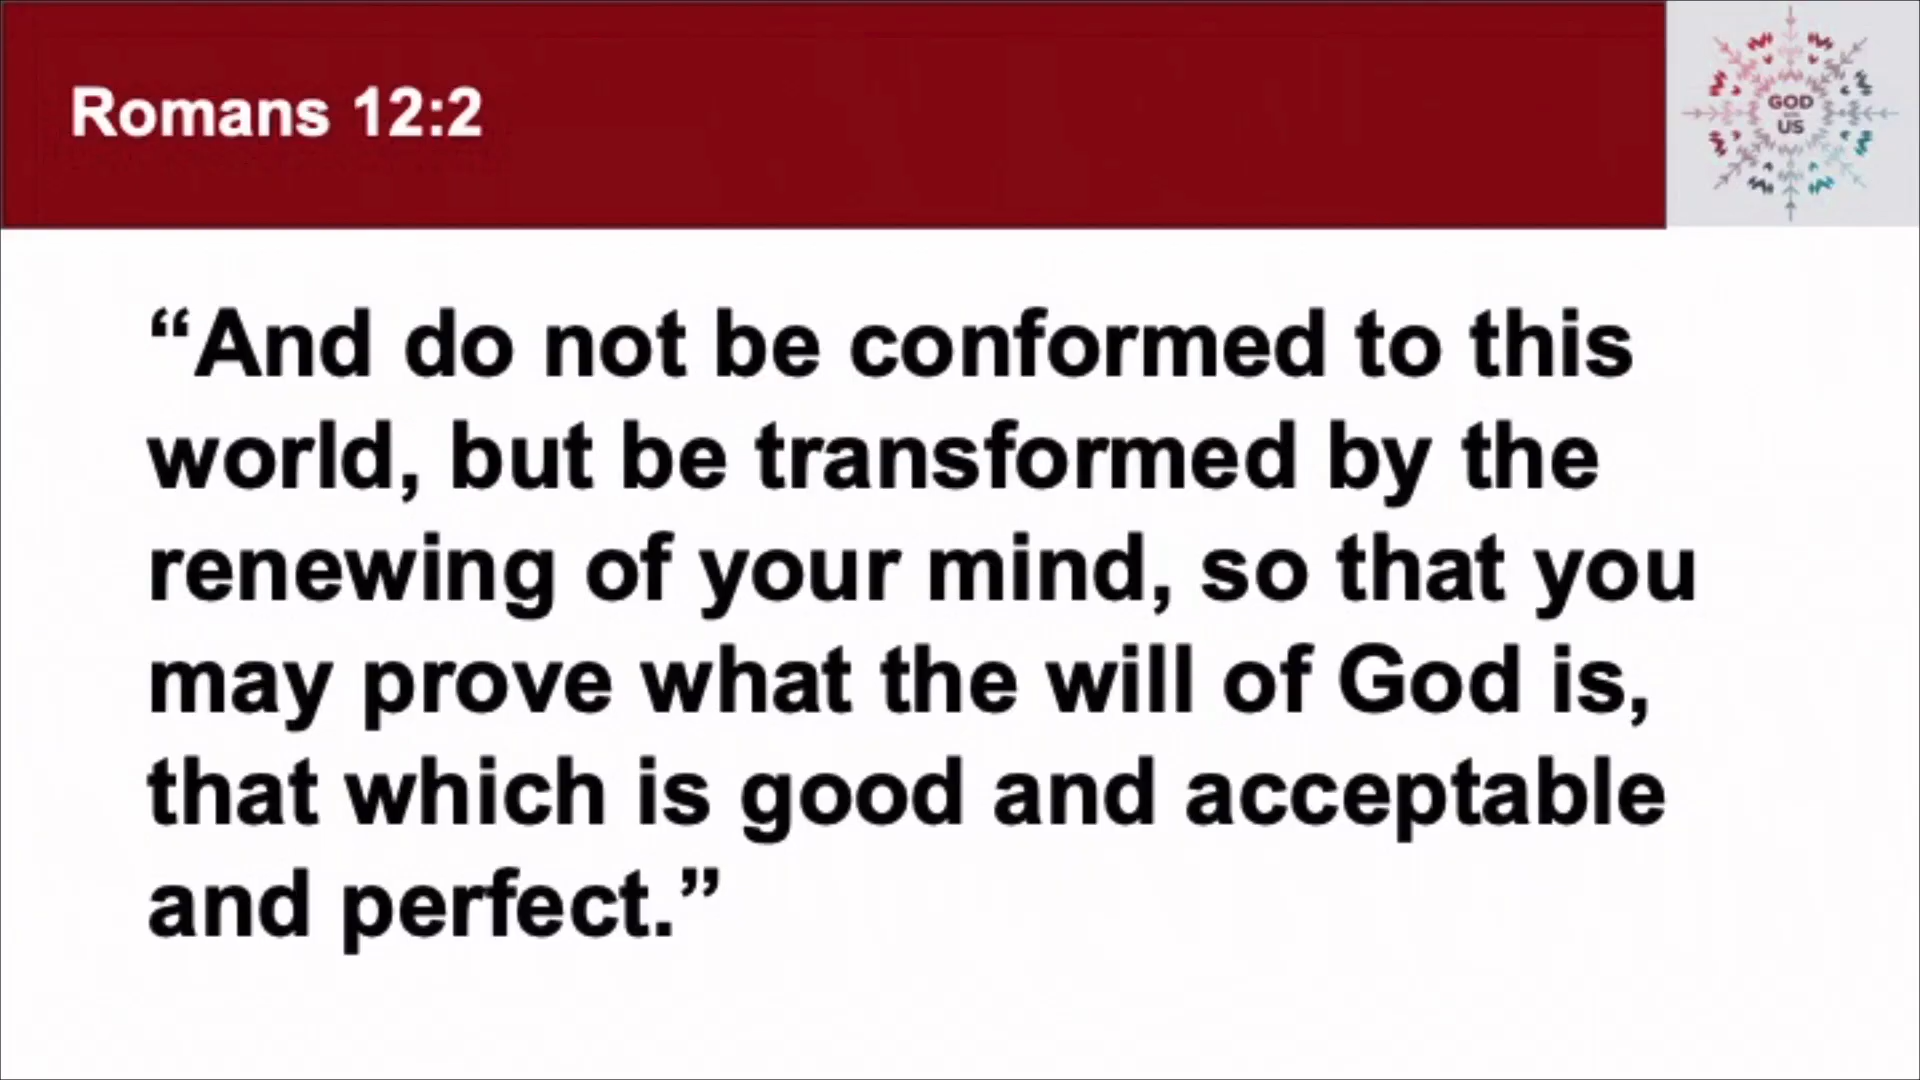 Romans 12:2
GOD
US
“And do not be conformed to this
world, but be transformed by the
renewing of your mind, so that you
may prove what the will of God is,
that which is good and acceptable
and perfect.”